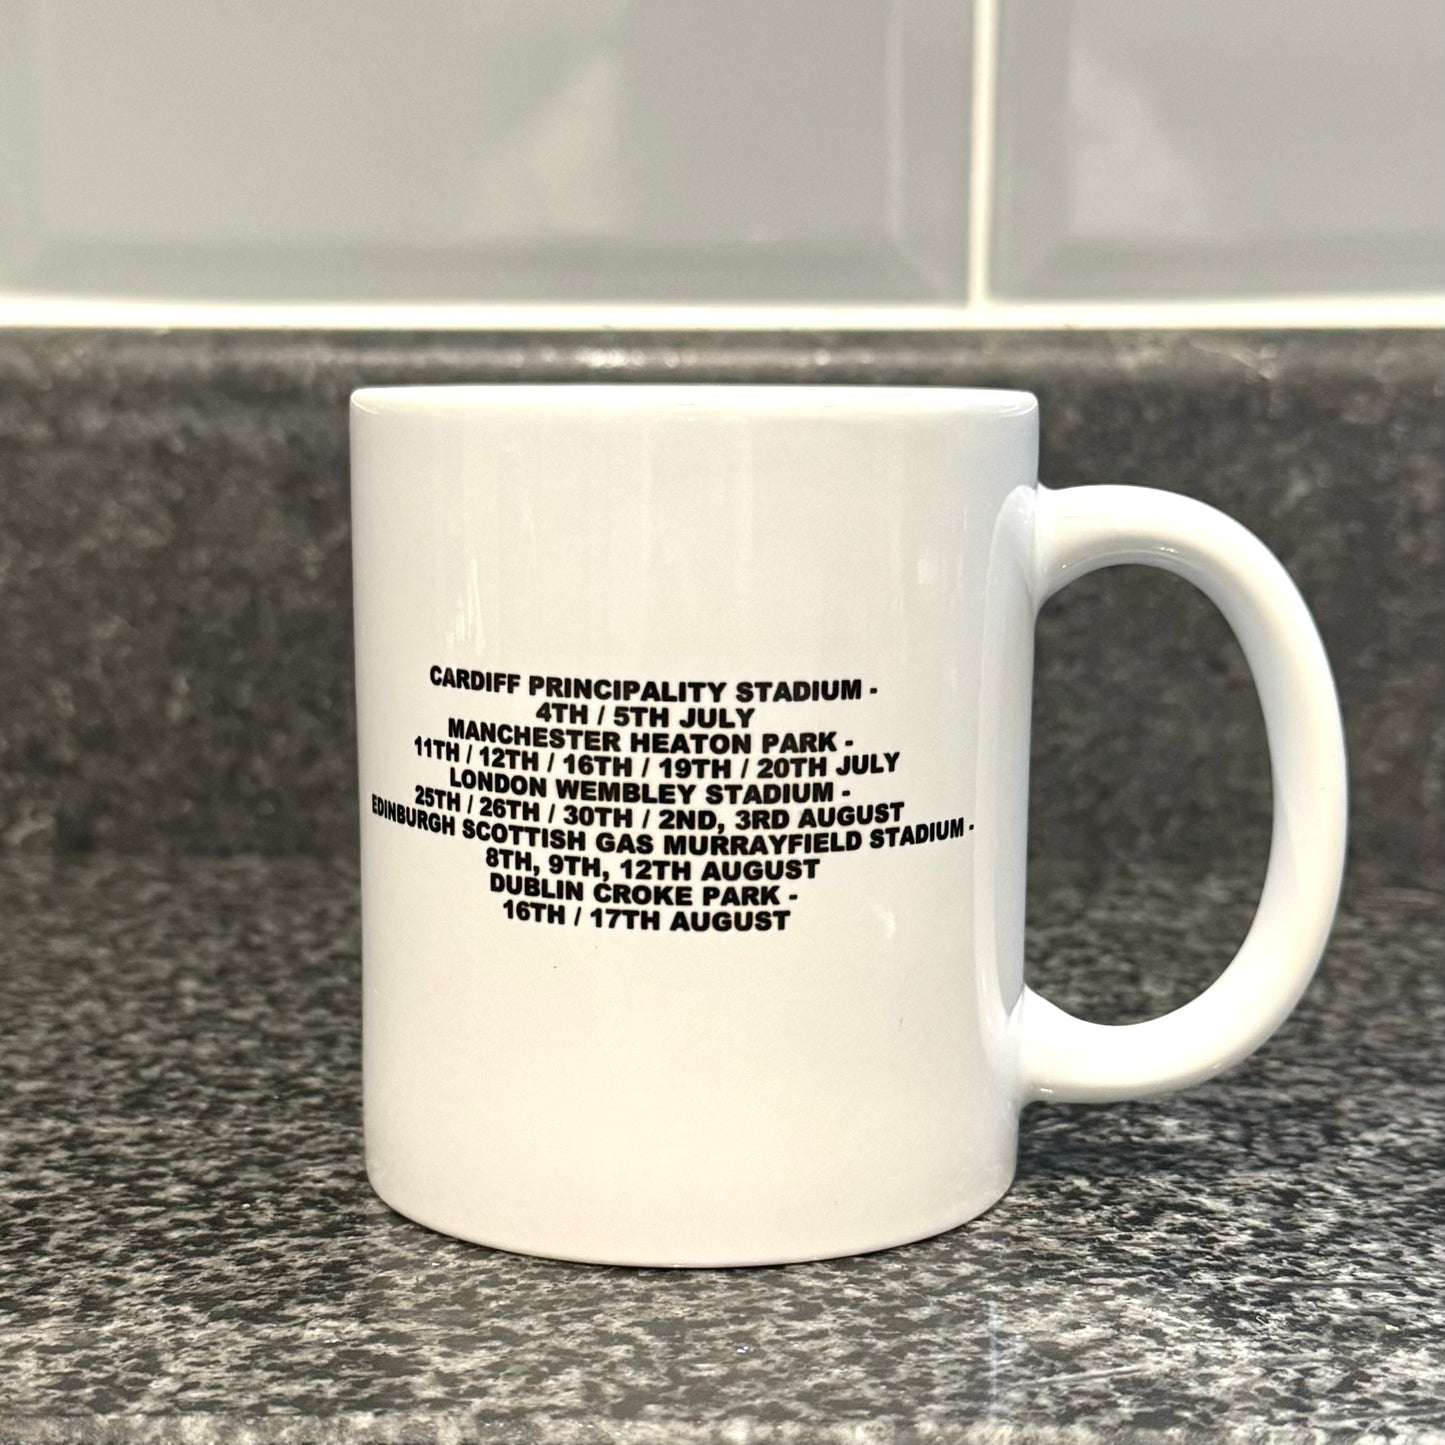 CARDIFF PRINCIPALITY STADIUM -
4TH / 5TH JULY
MANCHESTER HEATON PARK -
11TH / 12TH / 16TH / 19TH / 20TH JULY
LONDON WEMBLEY STADIUM -
25TH / 26TH / 30TH / 2ND, 3RD AUGUST
EDINBURGH SCOTTISH GAS MURRAYFIELD STADIUM -
8TH, 9TH, 12TH AUGUST
DUBLIN CROKE PARK -
16TH / 17TH AUGUST